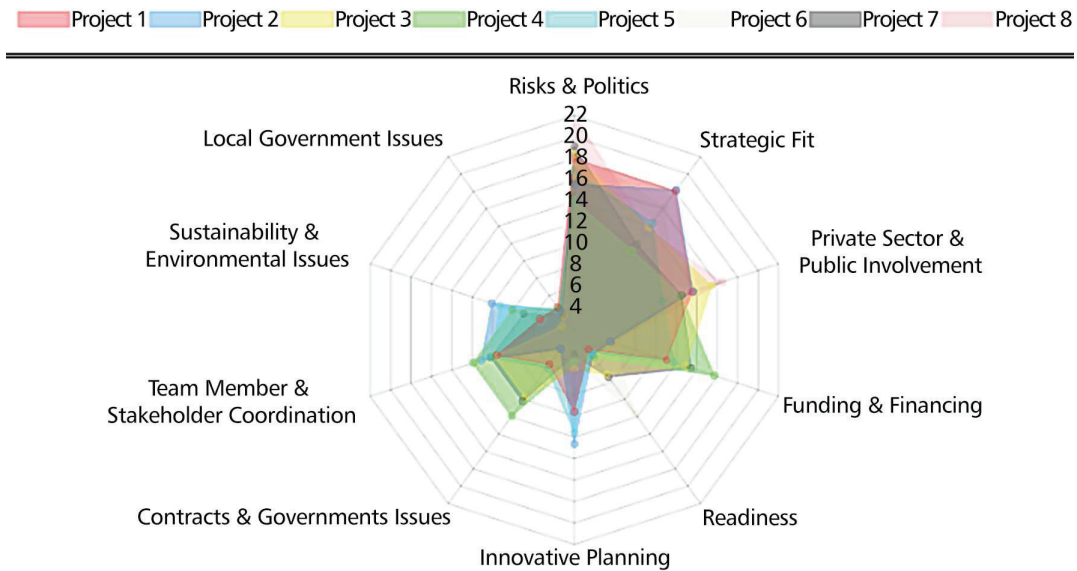 Project 1 Project 2 Project 3 Project 4 Project 5 Project 6 Project 7 Project 8
Risks & Politics
22
20
18
16
14
12
10
8
6
4
Strategic Fit
Private Sector &
Public Involvement
Funding & Financing
Readiness
Innovative Planning
Contracts & Governments Issues
Team Member &
Stakeholder Coordination
Sustainability &
Environmental Issues
Local Government Issues